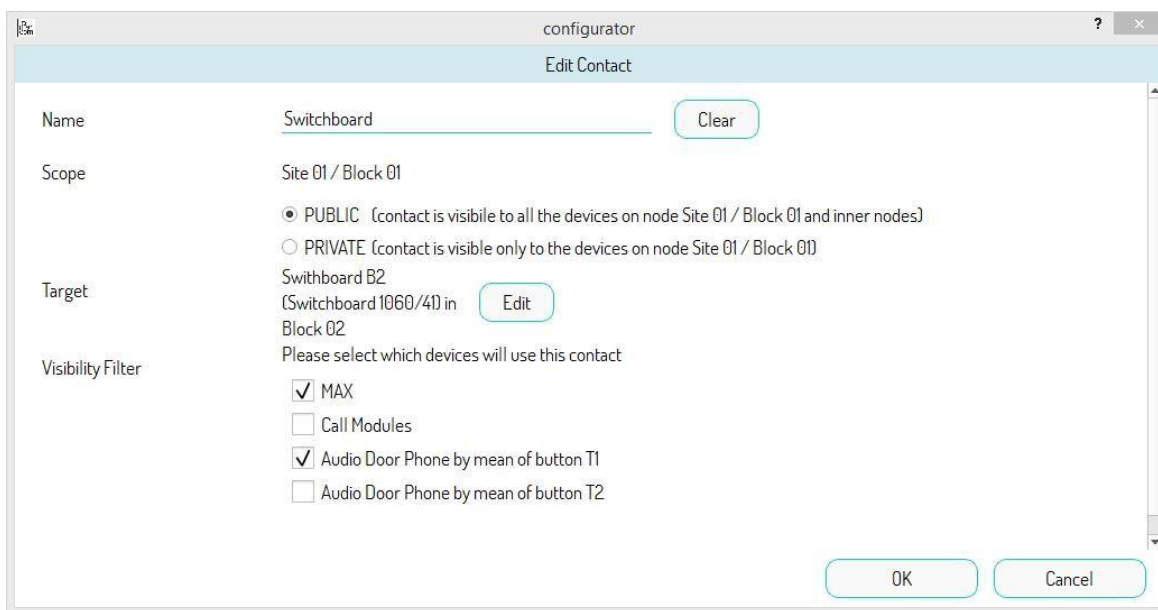 configurator
?
Edit Contact
Name
Switchboard
Clear
Scope
Site 01 / Block 01
PUBLIC (contact is visibile to all the devices on node Site 01 / Block 01 and inner nodes)
PRIVATE (contact is visible only to the devices on node Site 01 / Block 01)
Target
Swithboard B2
(Switchboard 1060/41) in
Block 02
Edit
Visibility Filter
Please select which devices will use this contact
MAX
Call Modules
Audio Door Phone by mean of button T1
Audio Door Phone by mean of button T2
OK
Cancel